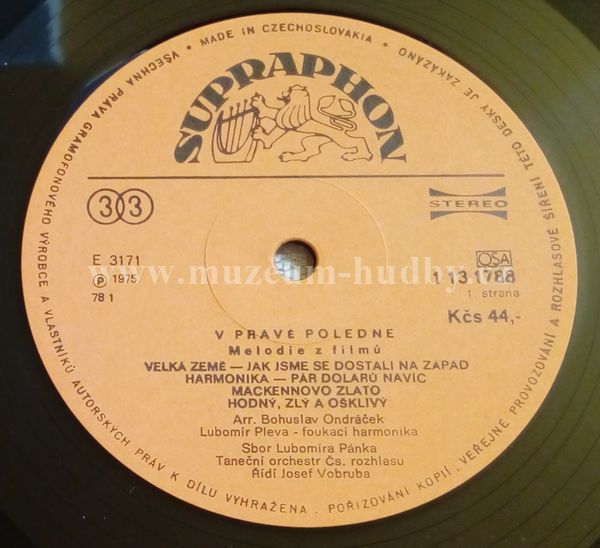 VŠECHNA PRÁVA GRAMOFONOVÉHO VÝROBCE A VLASTNÍKŮ AUTORSKÝCH PRÁV K DÍLU VYHRAŽENA. POŘIZOVÁNÍ KOPIÍ, VEŘEJNÉ PROVOZOVÁNÍ A ROZHLASOVÉ ŠÍŘENÍ TÉTO DESKY JE ZAKÁZÁNO
MADE IN CZECHOSLOVAKIA
SUPRAPHON
33
STEREO
E 3171
Ⓟ 1975
78 1
QSA
1 13 1788
1. strana
Kčs 44,-
www.muzeum-hudby.cz
V PRAVÉ POLEDNE
Melodie z filmů
VELKÁ ZEMĚ — JAK JSME SE DOSTALI NA ZÁPAD
HARMONIKA — PÁR DOLARŮ NAVÍC
MACKENNOVO ZLATO
HODNÝ, ZLÝ A OŠKLIVÝ
Arr. Bohuslav Ondráček
Lubomír Pleva - foukací harmonika
Sbor Lubomíra Pánka
Taneční orchestr Čs. rozhlasu
Řídí Josef Vobruba